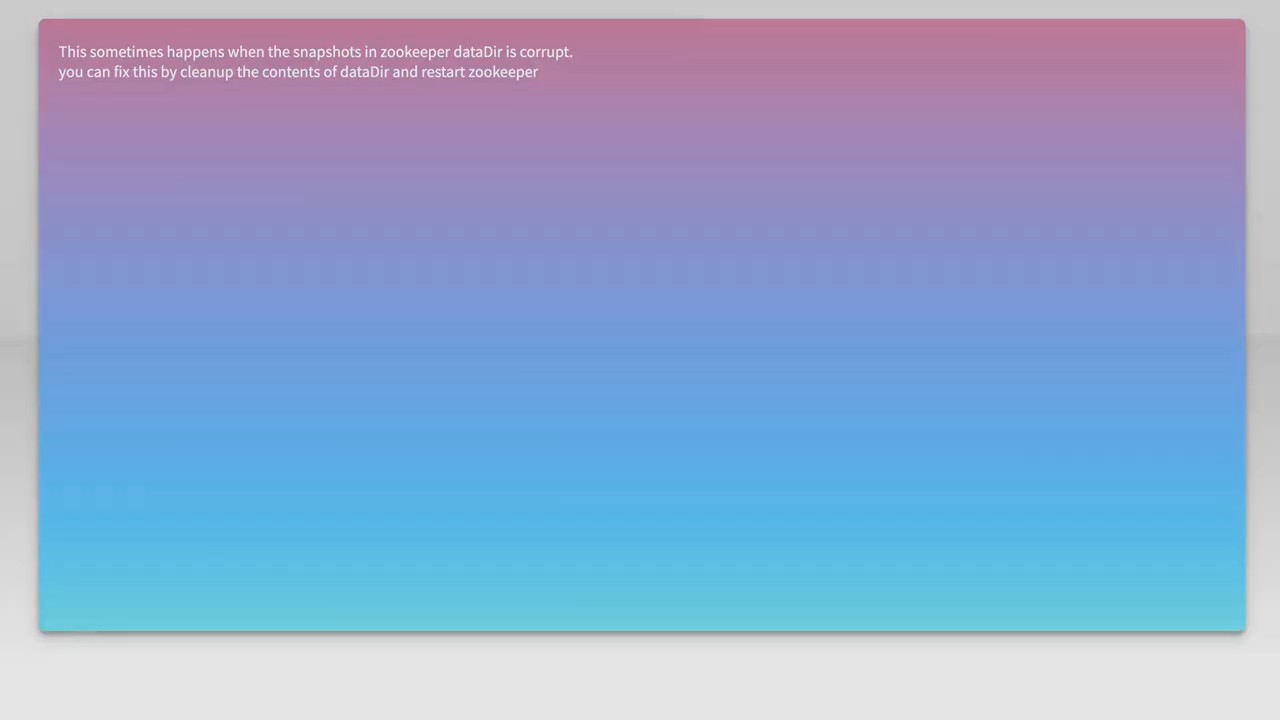 This sometimes happens when the snapshots in zookeeper dataDir is corrupt.
you can fix this by cleanup the contents of dataDir and restart zookeeper